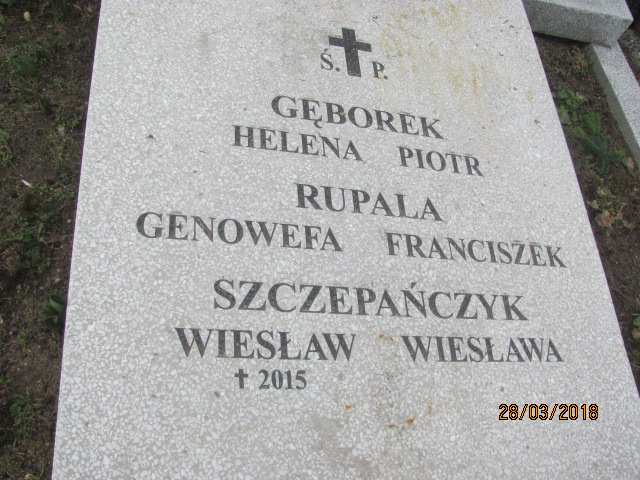 Ś. P.
GĘBOREK
HELENA PIOTR
RUPALA
GENOWEFA FRANCISZEK
SZCZEPAŃCZYK
WIESŁAW WIESŁAWA
✝ 2015
28/03/2018